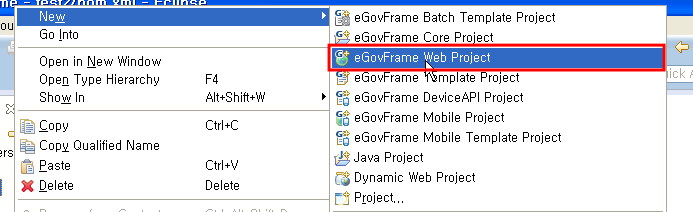 New
Go Into
Open in New Window
Open Type Hierarchy F4
Show In Alt+Shift+W
Copy Ctrl+C
Copy Qualified Name
Paste Ctrl+V
Delete Delete
eGovFrame Batch Template Project
eGovFrame Core Project
eGovFrame Web Project
eGovFrame Template Project
eGovFrame DeviceAPI Project
eGovFrame Mobile Project
eGovFrame Mobile Template Project
Java Project
Dynamic Web Project
Project...